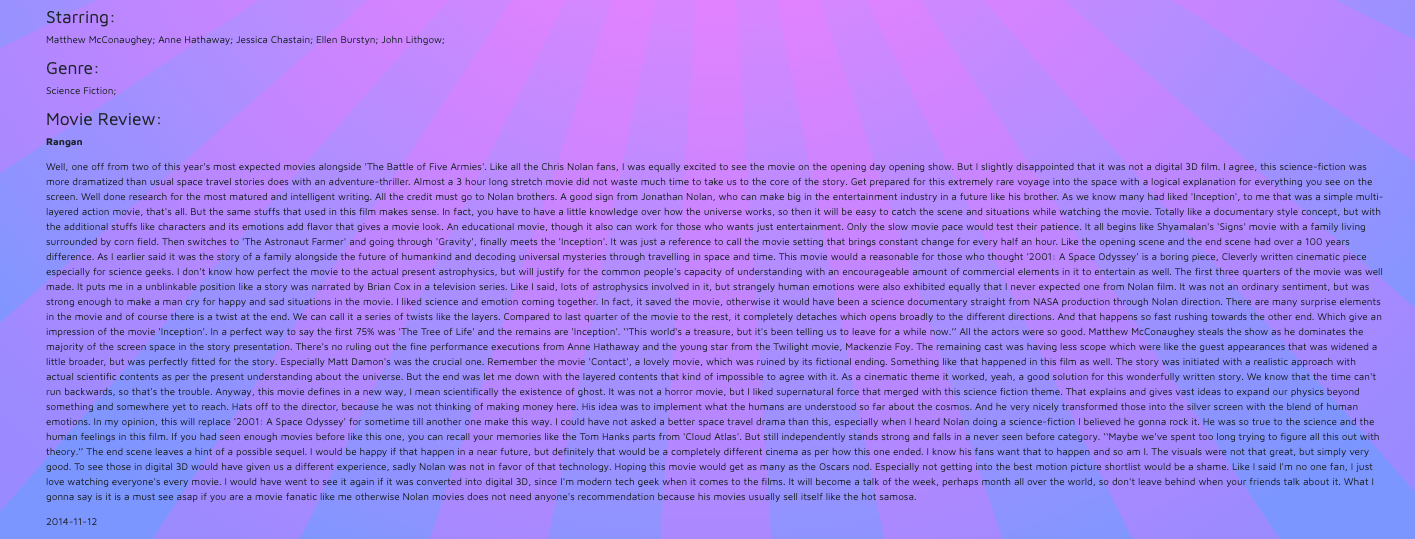 Starring:
Matthew McConaughey; Anne Hathaway; Jessica Chastain; Ellen Burstyn; John Lithgow;
Genre:
Science Fiction;
Movie Review:
Rangan
Well, one off from two of this year's most expected movies alongside 'The Battle of Five Armies'. Like all the Chris Nolan fans, I was equally excited to see the movie on the opening day opening show. But I slightly disappointed that it was not a digital 3D film. I agree, this science-fiction was
more dramatized than usual space travel stories does with an adventure-thriller. Almost a 3 hour long stretch movie did not waste much time to take us to the core of the story. Get prepared for this extremely rare voyage into the space with a logical explanation for everything you see on the
screen. Well done research for the most matured and intelligent writing. All the credit must go to Nolan brothers. A good sign from Jonathan Nolan, who can make big in the entertainment industry in a future like his brother. As we know many had liked 'Inception', to me that was a simple multi-
layered action movie, that's all. But the same stuffs that used in this film makes sense. In fact, you have to have a little knowledge over how the universe works, so then it will be easy to catch the scene and situations while watching the movie. Totally like a documentary style concept, but with
the additional stuffs like characters and its emotions add flavor that gives a movie look. An educational movie, though it also can work for those who wants just entertainment. Only the slow movie pace would test their patience. It all begins like Shyamalan's 'Signs' movie with a family living
surrounded by corn field. Then switches to 'The Astronaut Farmer' and going through 'Gravity', finally meets the 'Inception'. It was just a reference to call the movie setting that brings constant change for every half an hour. Like the opening scene and the end scene had over a 100 years
difference. As I earlier said it was the story of a family alongside the future of humankind and decoding universal mysteries through travelling in space and time. This movie would a reasonable for those who thought '2001: A Space Odyssey' is a boring piece, Cleverly written cinematic piece
especially for science geeks. I don't know how perfect the movie to the actual present astrophysics, but will justify for the common people's capacity of understanding with an encourageable amount of commercial elements in it to entertain as well. The first three quarters of the movie was well
made. It puts me in a unblinkable position like a story was narrated by Brian Cox in a television series. Like I said, lots of astrophysics involved in it, but strangely human emotions were also exhibited equally that I never expected one from Nolan film. It was not an ordinary sentiment, but was
strong enough to make a man cry for happy and sad situations in the movie. I liked science and emotion coming together. In fact, it saved the movie, otherwise it would have been a science documentary straight from NASA production through Nolan direction. There are many surprise elements
in the movie and of course there is a twist at the end. We can call it a series of twists like the layers. Compared to last quarter of the movie to the rest, it completely detaches which opens broadly to the different directions. And that happens so fast rushing towards the other end. Which give an
impression of the movie 'Inception'. In a perfect way to say the first 75% was 'The Tree of Life' and the remains are 'Inception'. ''This world's a treasure, but it's been telling us to leave for a while now.'' All the actors were so good. Matthew McConaughey steals the show as he dominates the
majority of the screen space in the story presentation. There's no ruling out the fine performance executions from Anne Hathaway and the young star from the Twilight movie, Mackenzie Foy. The remaining cast was having less scope which were like the guest appearances that was widened a
little broader, but was perfectly fitted for the story. Especially Matt Damon's was the crucial one. Remember the movie 'Contact', a lovely movie, which was ruined by its fictional ending. Something like that happened in this film as well. The story was initiated with a realistic approach with
actual scientific contents as per the present understanding about the universe. But the end was let me down with the layered contents that kind of impossible to agree with it. As a cinematic theme it worked, yeah, a good solution for this wonderfully written story. We know that the time can't
run backwards, so that's the trouble. Anyway, this movie defines in a new way, I mean scientifically the existence of ghost. It was not a horror movie, but I liked supernatural force that merged with this science fiction theme. That explains and gives vast ideas to expand our physics beyond
something and somewhere yet to reach. Hats off to the director, because he was not thinking of making money here. His idea was to implement what the humans are understood so far about the cosmos. And he very nicely transformed those into the silver screen with the blend of human
emotions. In my opinion, this will replace '2001: A Space Odyssey' for sometime till another one make this way. I could have not asked a better space travel drama than this, especially when I heard Nolan doing a science-fiction I believed he gonna rock it. He was so true to the science and the
human feelings in this film. If you had seen enough movies before like this one, you can recall your memories like the Tom Hanks parts from 'Cloud Atlas'. But still independently stands strong and falls in a never seen before category. ''Maybe we've spent too long trying to figure all this out with
theory.'' The end scene leaves a hint of a possible sequel. I would be happy if that happen in a near future, but definitely that would be a completely different cinema as per how this one ended. I know his fans want that to happen and so am I. The visuals were not that great, but simply very
good. To see those in digital 3D would have given us a different experience, sadly Nolan was not in favor of that technology. Hoping this movie would get as many as the Oscars nod. Especially not getting into the best motion picture shortlist would be a shame. Like I said I'm no one fan, I just
love watching everyone's every movie. I would have went to see it again if it was converted into digital 3D, since I'm modern tech geek when it comes to the films. It will become a talk of the week, perhaps month all over the world, so don't leave behind when your friends talk about it. What I
gonna say is it is a must see asap if you are a movie fanatic like me otherwise Nolan movies does not need anyone's recommendation because his movies usually sell itself like the hot samosa.
2014-11-12